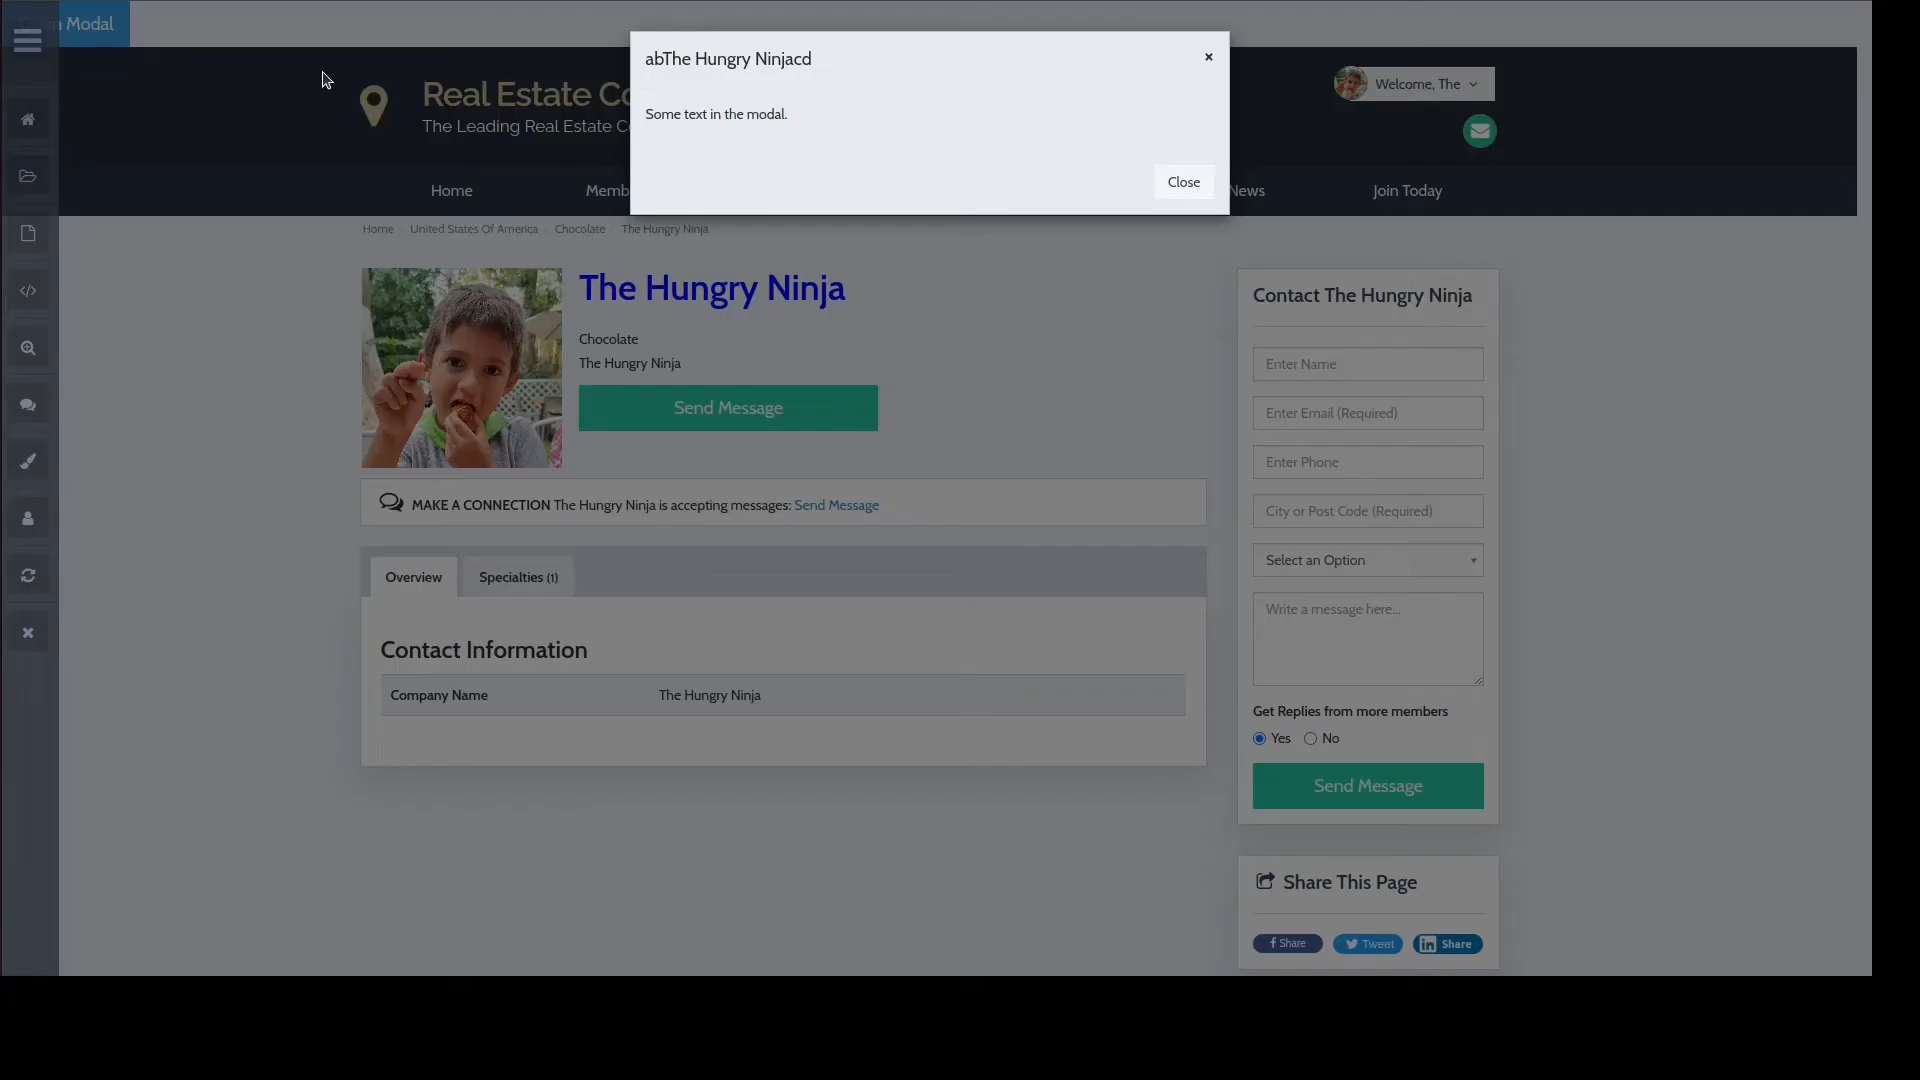 n Modal
abThe Hungry Ninjacd
×
Some text in the modal.
Close
Real Estate Co
The Leading Real Estate C
Welcome, The
Home
Memb
News
Join Today
Home
United States Of America
Chocolate
The Hungry Ninja
The Hungry Ninja
Chocolate
The Hungry Ninja
Send Message
MAKE A CONNECTION The Hungry Ninja is accepting messages: Send Message
Overview
Specialties (1)
Contact Information
Company Name
The Hungry Ninja
Contact The Hungry Ninja
Enter Name
Enter Email (Required)
Enter Phone
City or Post Code (Required)
Select an Option
Write a message here...
Get Replies from more members
Yes
No
Send Message
Share This Page
Share
Tweet
Share